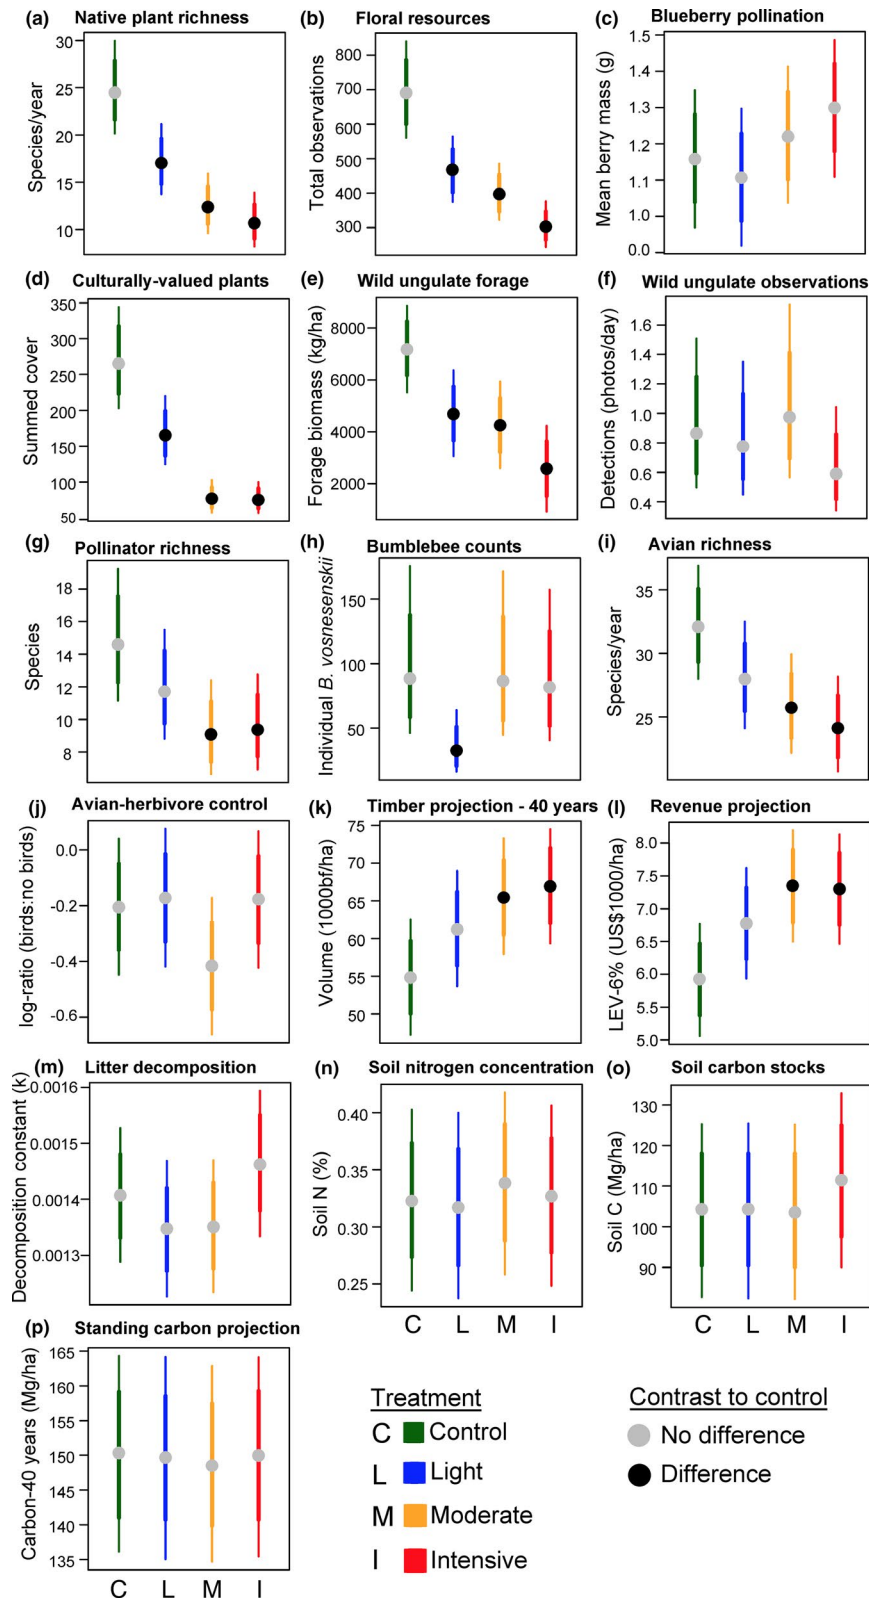 (a) Native plant richness
Species/year
30
25
20
15
10
(b) Floral resources
Total observations
800
700
600
500
400
300
(c) Blueberry pollination
Mean berry mass (g)
1.5
1.4
1.3
1.2
1.1
1.0
0.0
(d) Culturally-valued plants
Summed cover
350
300
250
200
150
100
50
(e) Wild ungulate forage
Forage biomass (kg/ha)
8000
6000
4000
2000
(f) Wild ungulate observations
Detections (photos/day)
1.6
1.4
1.2
1.0
0.8
0.6
0.4
(g) Pollinator richness
Species
18
16
14
12
10
8
(h) Bumblebee counts
Individual B. vosnesenskii
150
100
50
(i) Avian richness
Species/year
35
30
25
(j) Avian-herbivore control
log-ratio (birds:no birds)
0.0
-0.2
-0.4
-0.6
(k) Timber projection - 40 years
Volume (1000bf/ha)
75
70
65
60
55
50
(l) Revenue projection
LEV-6% (US$1000/ha)
8.0
7.5
7.0
6.5
6.0
5.5
5.0
(m) Litter decomposition
Decomposition constant (k)
0.0016
0.0015
0.0014
0.0013
(n) Soil nitrogen concentration
Soil N (%)
0.40
0.35
0.30
0.25
C L M I
(o) Soil carbon stocks
Soil C (Mg/ha)
130
120
110
100
90
C L M I
(p) Standing carbon projection
Carbon-40 years (Mg/ha)
165
160
155
150
145
140
135
C L M I
Treatment
C Control
L Light
M Moderate
I Intensive
Contrast to control
No difference
Difference